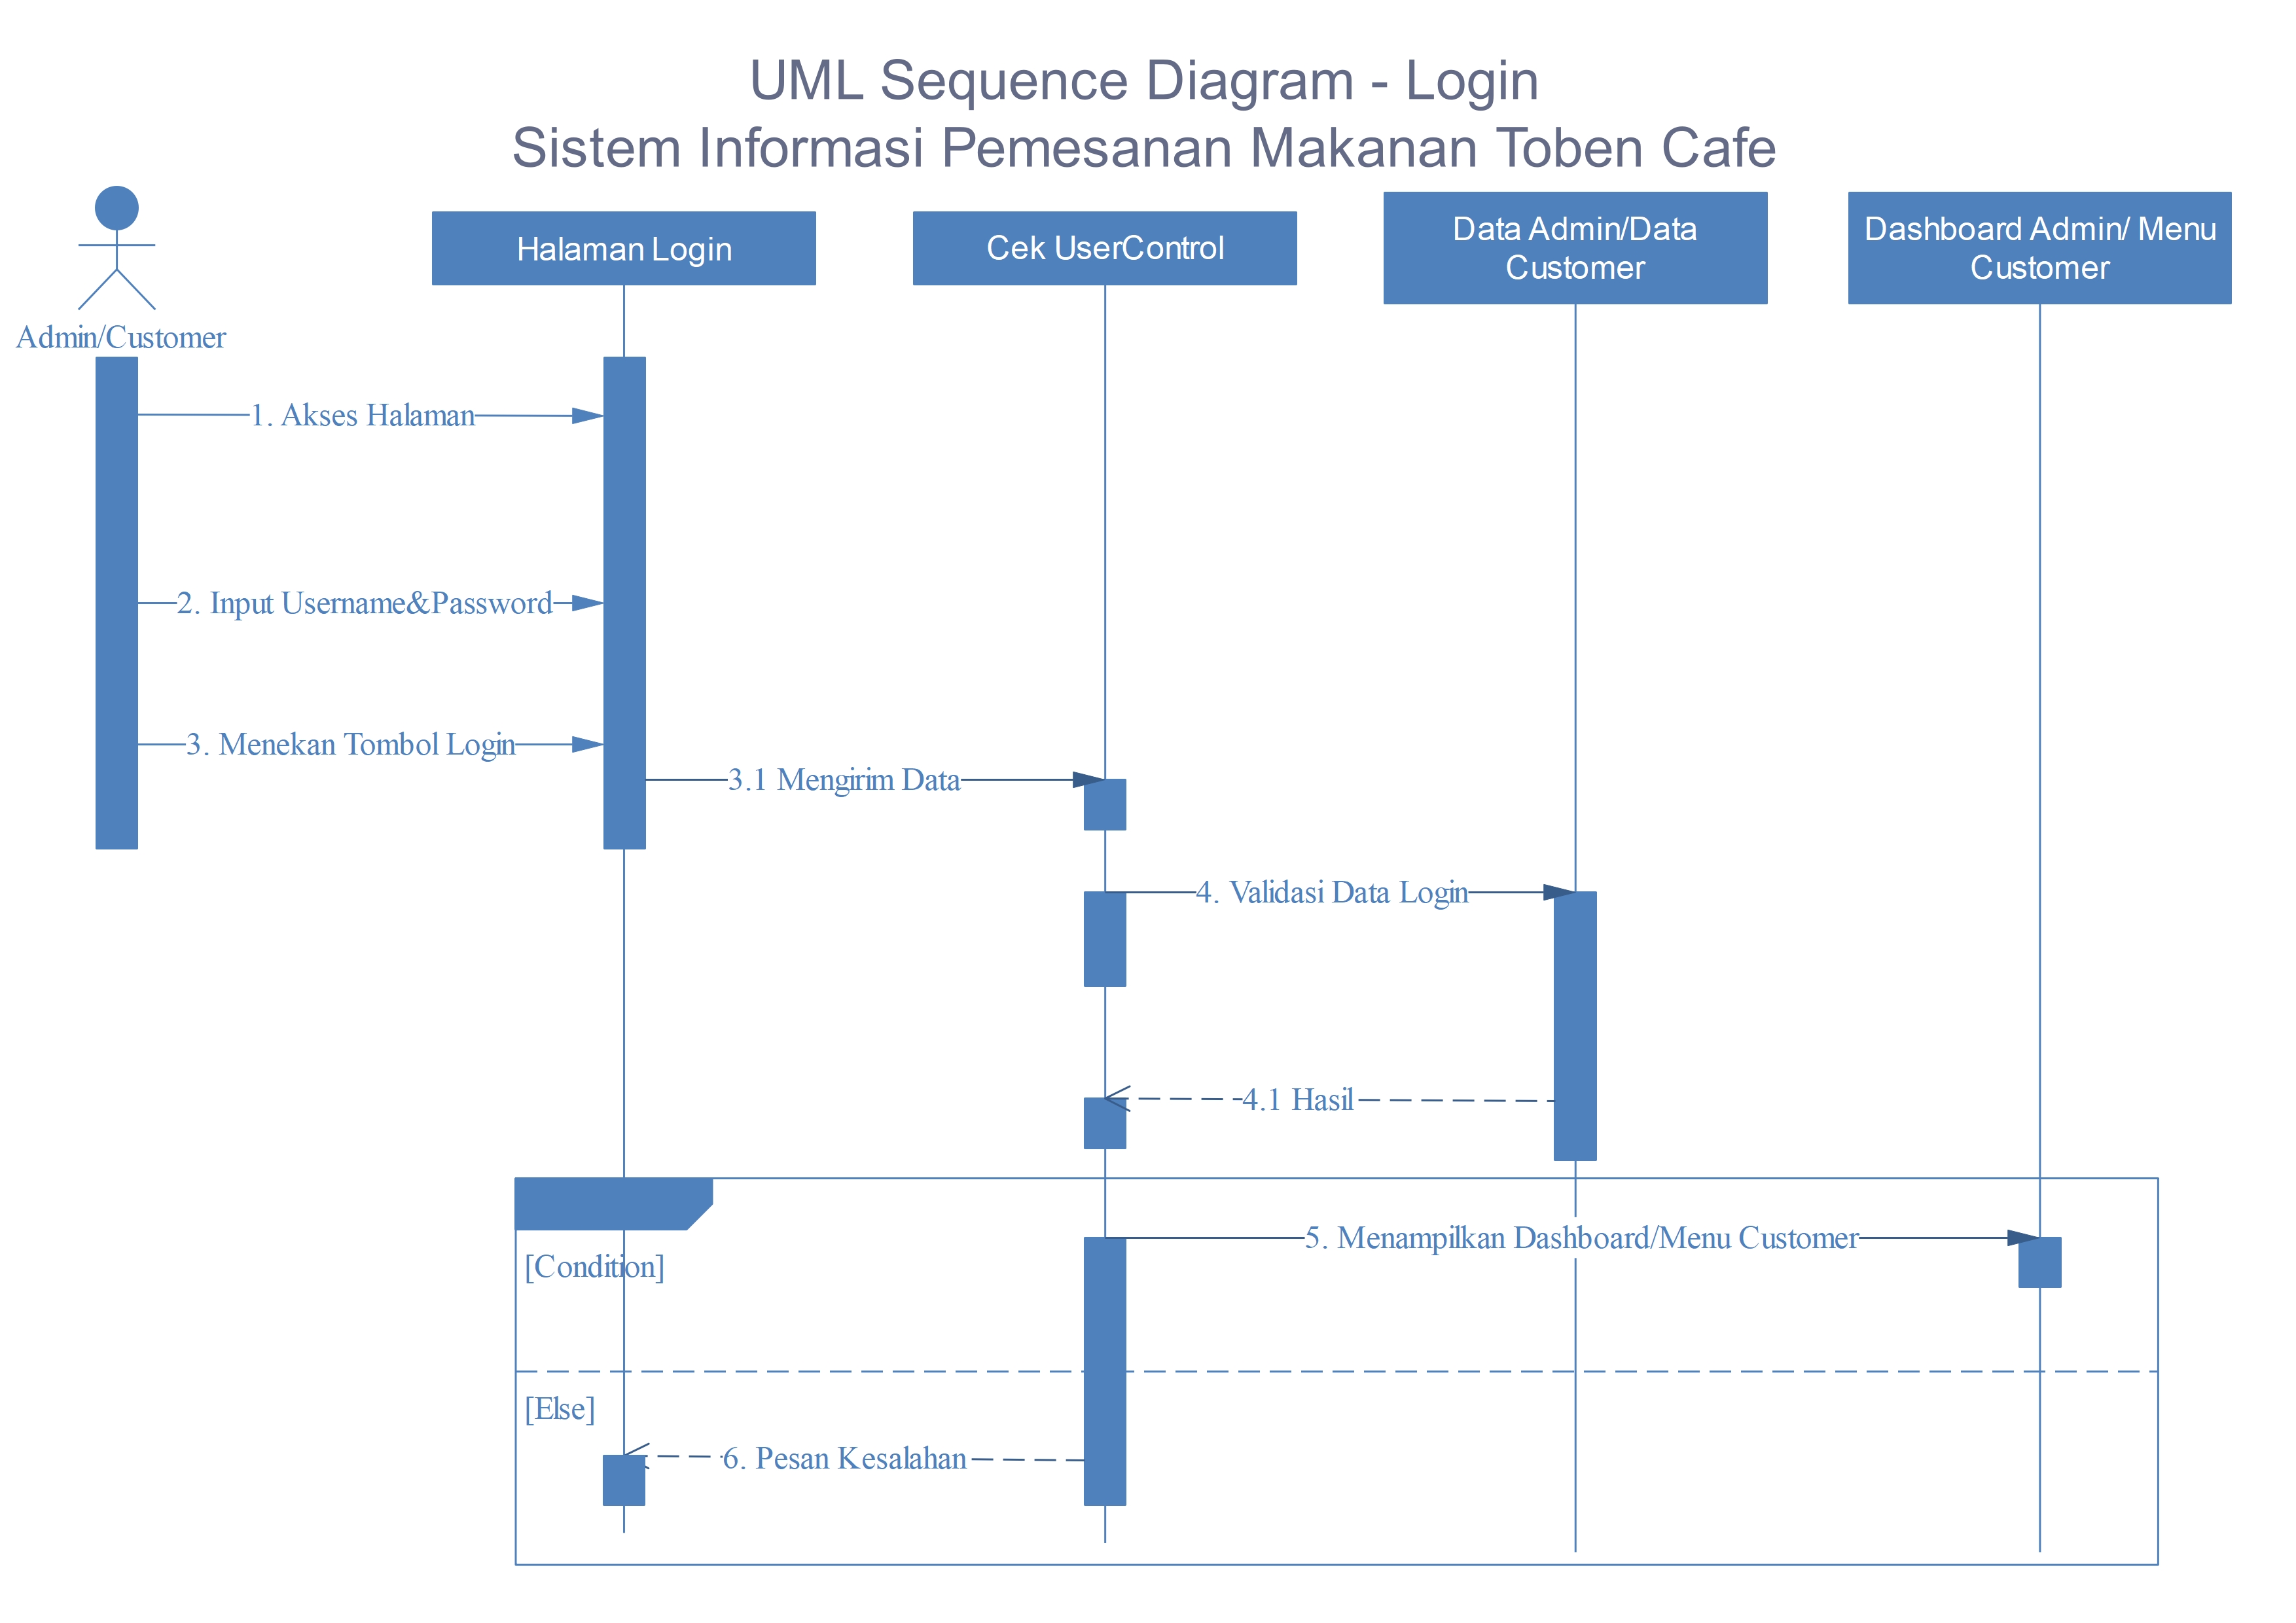 UML Sequence Diagram - Login
Sistem Informasi Pemesanan Makanan Toben Cafe
Admin/Customer
Halaman Login
Cek UserControl
Data Admin/Data
Customer
Dashboard Admin/ Menu
Customer
1. Akses Halaman
2. Input Username&Password
3. Menekan Tombol Login
3.1 Mengirim Data
4. Validasi Data Login
4.1 Hasil
5. Menampilkan Dashboard/Menu Customer
[Condition]
[Else]
6. Pesan Kesalahan